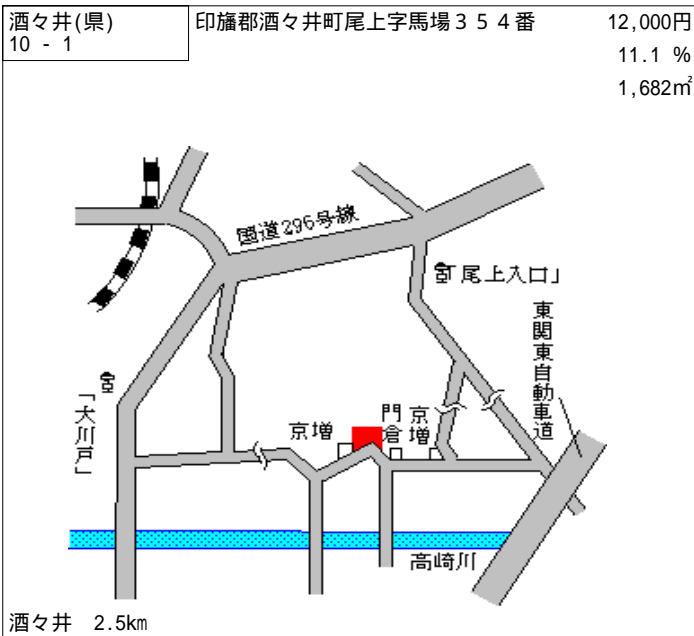 酒々井(県)
10 - 1
印旛郡酒々井町尾上字馬場３５４番
12,000円
11.1 %
1,682㎡
国道296号線
「尾上入口」
東関東自動車道
「大川戸」
京増
門倉
京増
高崎川
酒々井 2.5km